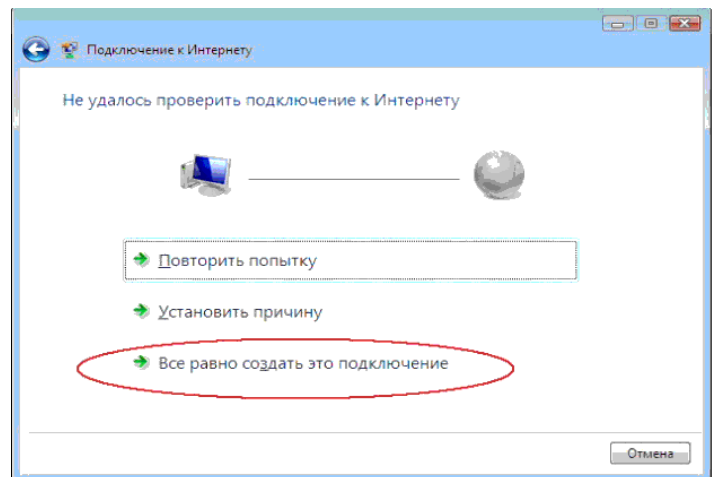 Подключение к Интернету
Не удалось проверить подключение к Интернету
Повторить попытку
Установить причину
Все равно создать это подключение
Отмена